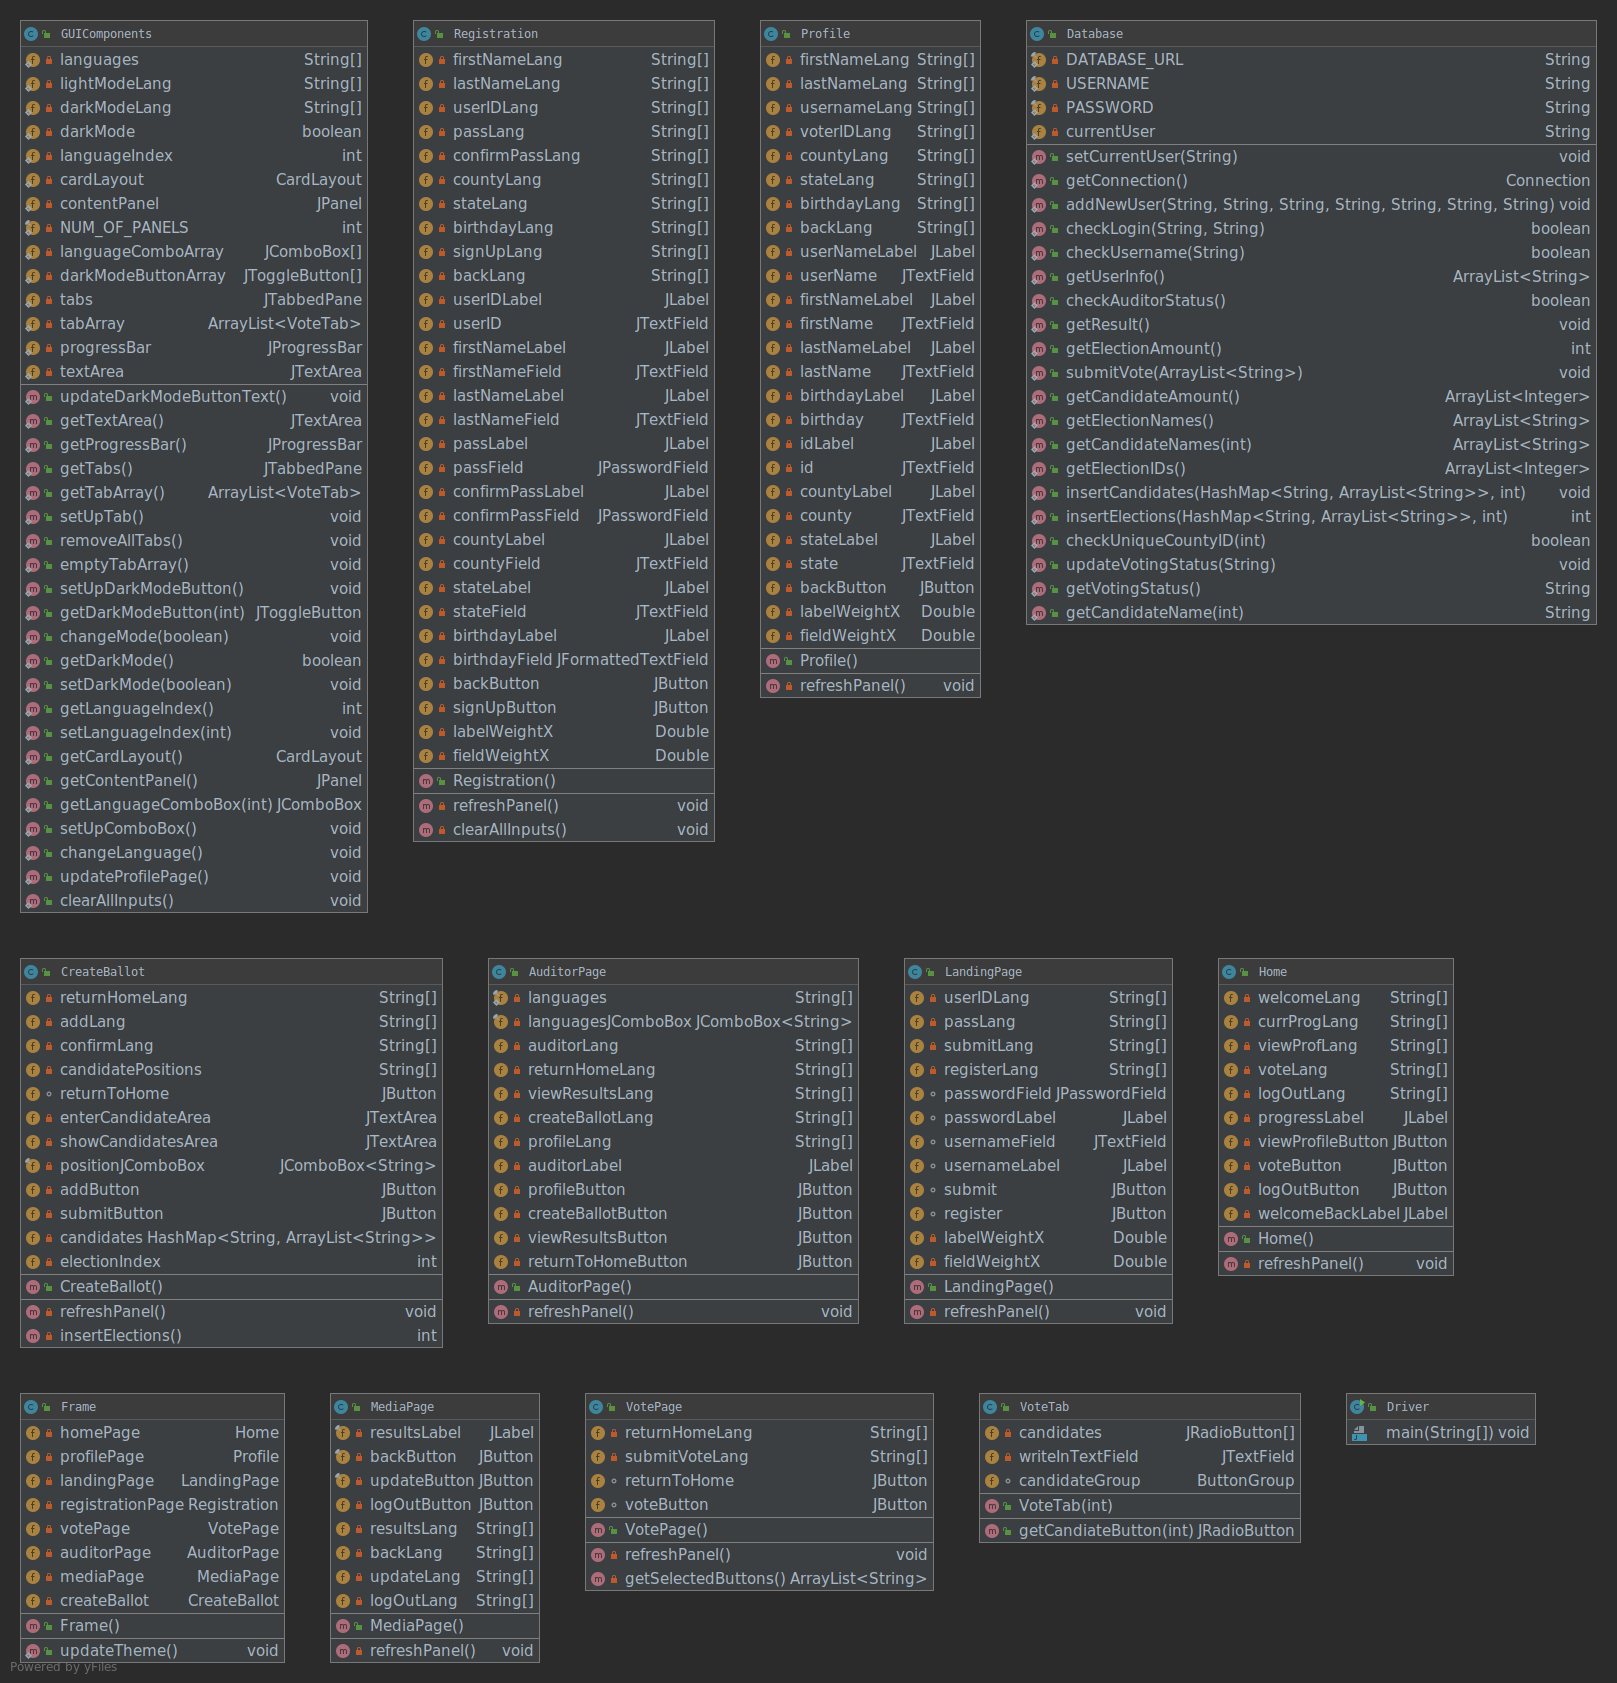 GUIComponents
languages String[]
lightModeLang String[]
darkModeLang String[]
darkMode boolean
languageIndex int
cardLayout CardLayout
contentPanel JPanel
NUM_OF_PANELS int
languageComboArray JComboBox[]
darkModeButtonArray JToggleButton[]
tabs JTabbedPane
tabArray ArrayList<VoteTab>
progressBar JProgressBar
textArea JTextArea
updateDarkModeButtonText() void
getTextArea() JTextArea
getProgressBar() JProgressBar
getTabs() JTabbedPane
getTabArray() ArrayList<VoteTab>
setUpTab() void
removeAllTabs() void
emptyTabArray() void
setUpDarkModeButton() void
getDarkModeButton(int) JToggleButton
changeMode(boolean) void
getDarkMode() boolean
setDarkMode(boolean) void
getLanguageIndex() int
setLanguageIndex(int) void
getCardLayout() CardLayout
getContentPanel() JPanel
getLanguageComboBox(int) JComboBox
setUpComboBox() void
changeLanguage() void
updateProfilePage() void
clearAllInputs() void
Registration
firstNameLang String[]
lastNameLang String[]
userIDLang String[]
passLang String[]
confirmPassLang String[]
countyLang String[]
stateLang String[]
birthdayLang String[]
signUpLang String[]
backLang String[]
userIDLabel JLabel
userID JTextField
firstNameLabel JLabel
firstNameField JTextField
lastNameLabel JLabel
lastNameField JTextField
passLabel JLabel
passField JPasswordField
confirmPassLabel JLabel
confirmPassField JPasswordField
countyLabel JLabel
countyField JTextField
stateLabel JLabel
stateField JTextField
birthdayLabel JLabel
birthdayField JFormattedTextField
backButton JButton
signUpButton JButton
labelWeightX Double
fieldWeightX Double
Registration()
refreshPanel() void
clearAllInputs() void
Profile
firstNameLang String[]
lastNameLang String[]
usernameLang String[]
voterIDLang String[]
countyLang String[]
stateLang String[]
birthdayLang String[]
backLang String[]
userNameLabel JLabel
userName JTextField
firstNameLabel JLabel
firstName JTextField
lastNameLabel JLabel
lastName JTextField
birthdayLabel JLabel
birthday JTextField
idLabel JLabel
id JTextField
countyLabel JLabel
county JTextField
stateLabel JLabel
state JTextField
backButton JButton
labelWeightX Double
fieldWeightX Double
Profile()
refreshPanel() void
Database
DATABASE_URL String
USERNAME String
PASSWORD String
currentUser String
setCurrentUser(String) void
getConnection() Connection
addNewUser(String, String, String, String, String, String, String) void
checkLogin(String, String) boolean
checkUsername(String) boolean
getUserInfo() ArrayList<String>
checkAuditorStatus() boolean
getResult() void
getElectionAmount() int
submitVote(ArrayList<String>) void
getCandidateAmount() ArrayList<Integer>
getElectionNames() ArrayList<String>
getCandidateNames(int) ArrayList<String>
getElectionIDs() ArrayList<Integer>
insertCandidates(HashMap<String, ArrayList<String>>, int) void
insertElections(HashMap<String, ArrayList<String>>, int) int
checkUniqueCountyID(int) boolean
updateVotingStatus(String) void
getVotingStatus() String
getCandidateName(int) String
CreateBallot
returnHomeLang String[]
addLang String[]
confirmLang String[]
candidatePositions String[]
returnToHome JButton
enterCandidateArea JTextArea
showCandidatesArea JTextArea
positionJComboBox JComboBox<String>
addButton JButton
submitButton JButton
candidates HashMap<String, ArrayList<String>>
electionIndex int
CreateBallot()
refreshPanel() void
insertElections() int
AuditorPage
languages String[]
languagesJComboBox JComboBox<String>
auditorLang String[]
returnHomeLang String[]
viewResultsLang String[]
createBallotLang String[]
profileLang String[]
auditorLabel JLabel
profileButton JButton
createBallotButton JButton
viewResultsButton JButton
returnToHomeButton JButton
AuditorPage()
refreshPanel() void
LandingPage
userIDLang String[]
passLang String[]
submitLang String[]
registerLang String[]
passwordField JPasswordField
passwordLabel JLabel
usernameField JTextField
usernameLabel JLabel
submit JButton
register JButton
labelWeightX Double
fieldWeightX Double
LandingPage()
refreshPanel() void
Home
welcomeLang String[]
currProgLang String[]
viewProfLang String[]
voteLang String[]
logOutLang String[]
progressLabel JLabel
viewProfileButton JButton
voteButton JButton
logOutButton JButton
welcomeBackLabel JLabel
Home()
refreshPanel() void
Frame
homePage Home
profilePage Profile
landingPage LandingPage
registrationPage Registration
votePage VotePage
auditorPage AuditorPage
mediaPage MediaPage
createBallot CreateBallot
Frame()
updateTheme() void
MediaPage
resultsLabel JLabel
backButton JButton
updateButton JButton
logOutButton JButton
resultsLang String[]
backLang String[]
updateLang String[]
logOutLang String[]
MediaPage()
refreshPanel() void
VotePage
returnHomeLang String[]
submitVoteLang String[]
returnToHome JButton
voteButton JButton
VotePage()
refreshPanel() void
getSelectedButtons() ArrayList<String>
VoteTab
candidates JRadioButton[]
writeInTextField JTextField
candidateGroup ButtonGroup
VoteTab(int)
getCandiateButton(int) JRadioButton
Driver
main(String[]) void
Powered by yFiles